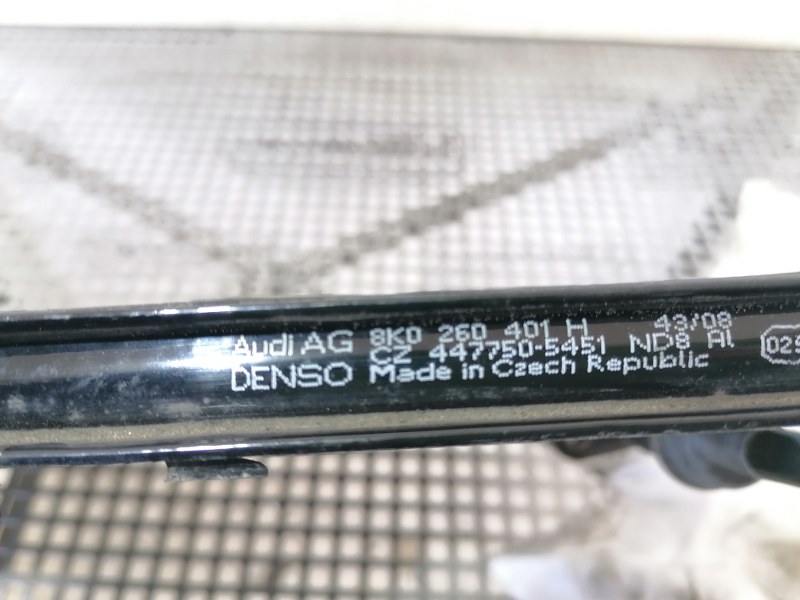 Audi AG 8K0 260 401 H 43/08
CZ 447750-5451 ND8 Al
DENSO Made in Czech Republic